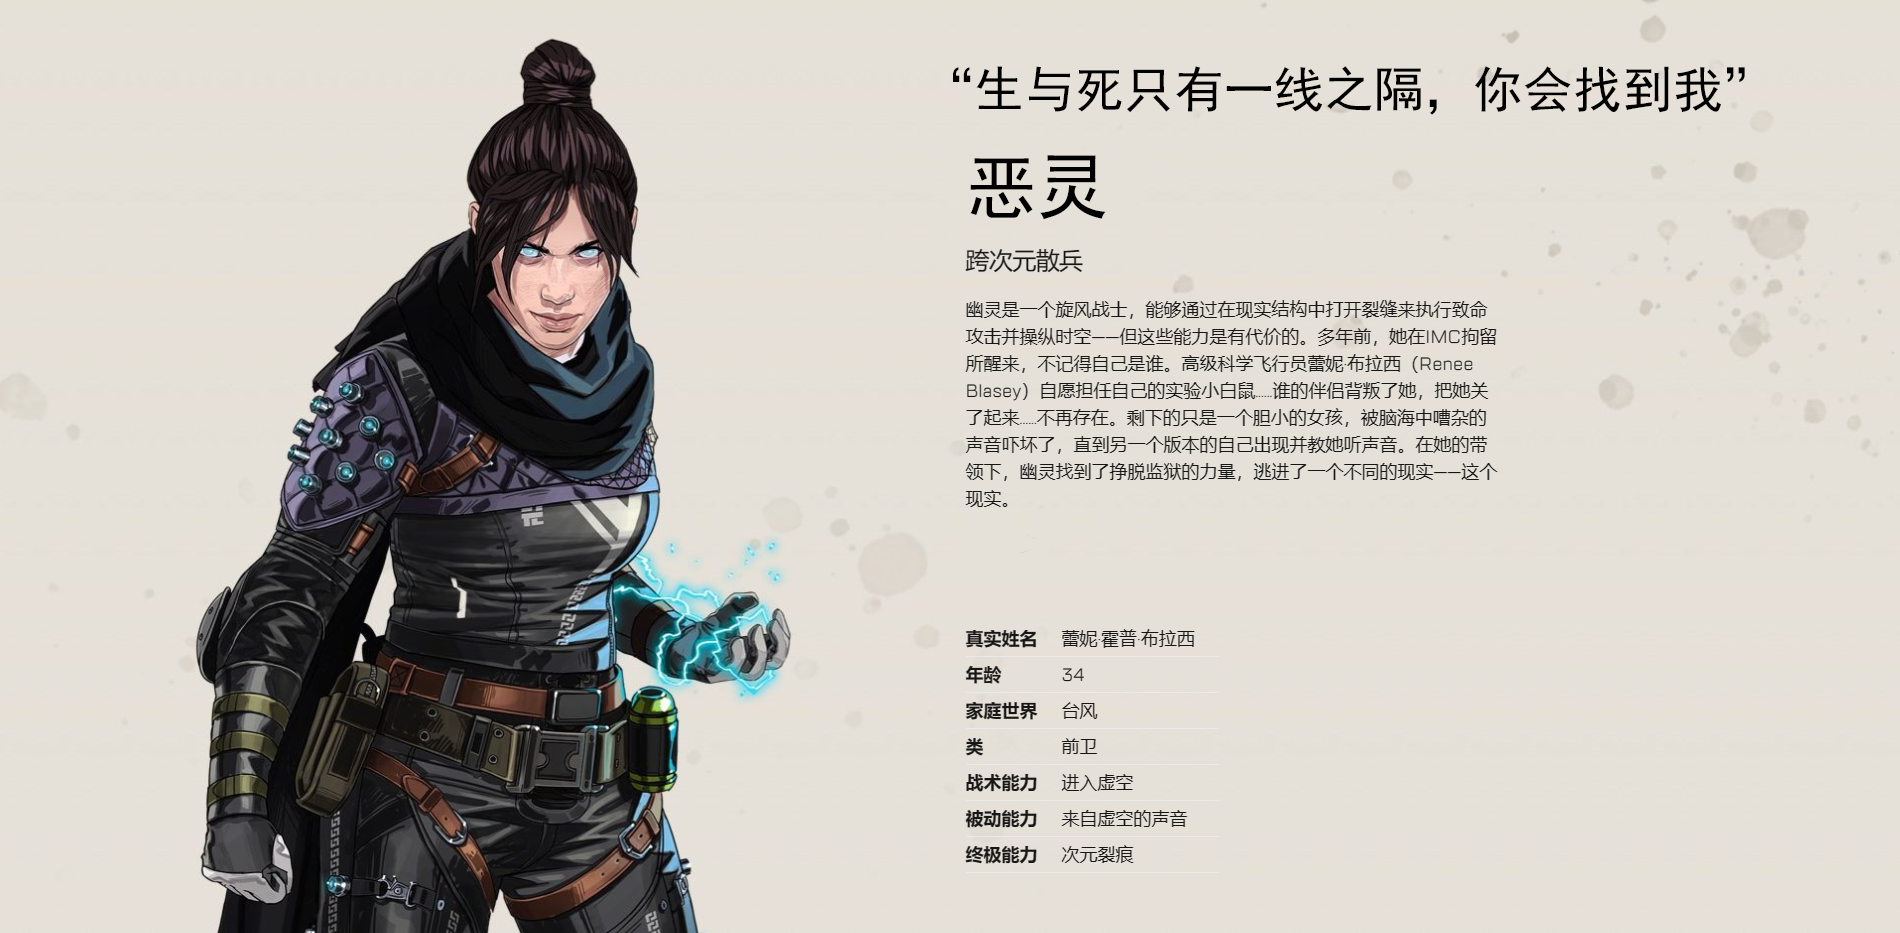 “生与死只有一线之隔，你会找到我”
恶灵
跨次元散兵
幽灵是一个旋风战士，能够通过在现实结构中打开裂缝来执行致命
攻击并操纵时空——但这些能力是有代价的。多年前，她在IMC拘留
所醒来，不记得自己是谁。高级科学飞行员蕾妮·布拉西（Renee
Blasey）自愿担任自己的实验小白鼠……谁的伴侣背叛了她，把她关
了起来……不再存在。剩下的只是一个胆小的女孩，被脑海中嘈杂的
声音吓坏了，直到另一个版本的自己出现并教她听声音。在她的带
领下，幽灵找到了挣脱监狱的力量，逃进了一个不同的现实——这个
现实。
真实姓名 蕾妮·霍普·布拉西
年龄 34
家庭世界 台风
类 前卫
战术能力 进入虚空
被动能力 来自虚空的声音
终极能力 次元裂痕